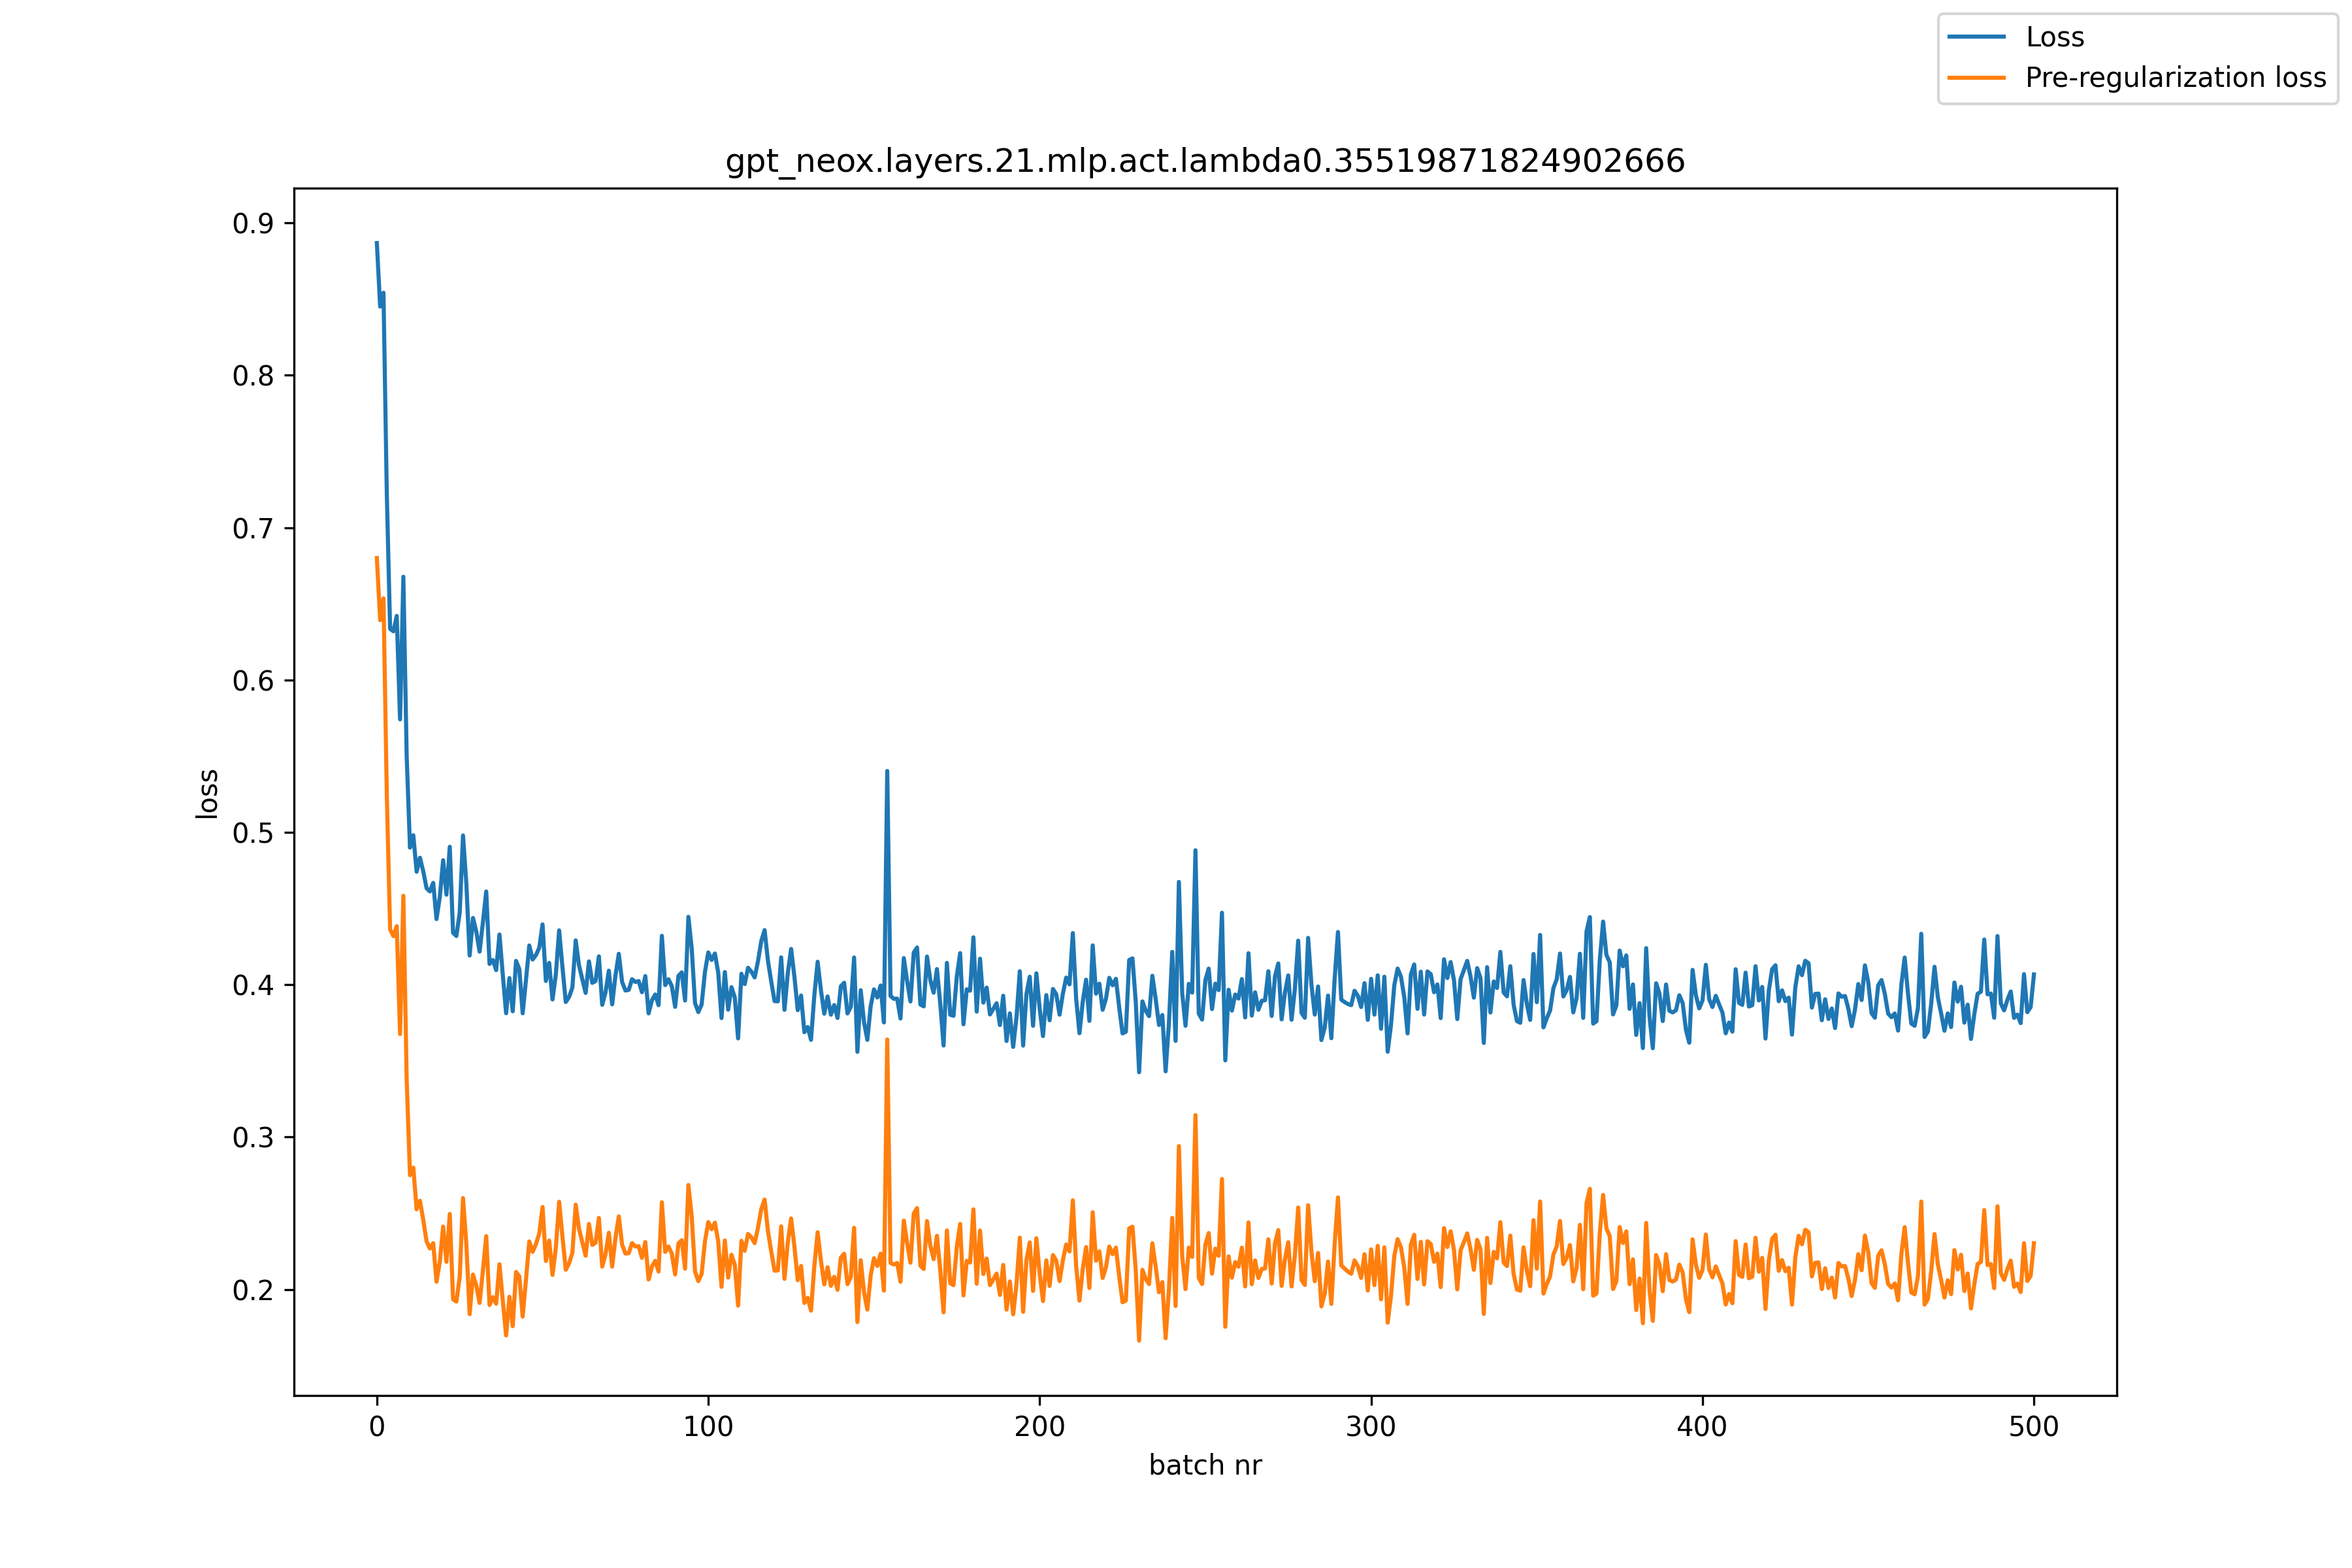 Loss
Pre-regularization loss
gpt_neox.layers.21.mlp.act.lambda0.35519871824902666
0.9
0.8
0.7
0.6
0.5
0.4
0.3
0.2
loss
0
100
200
300
400
500
batch nr